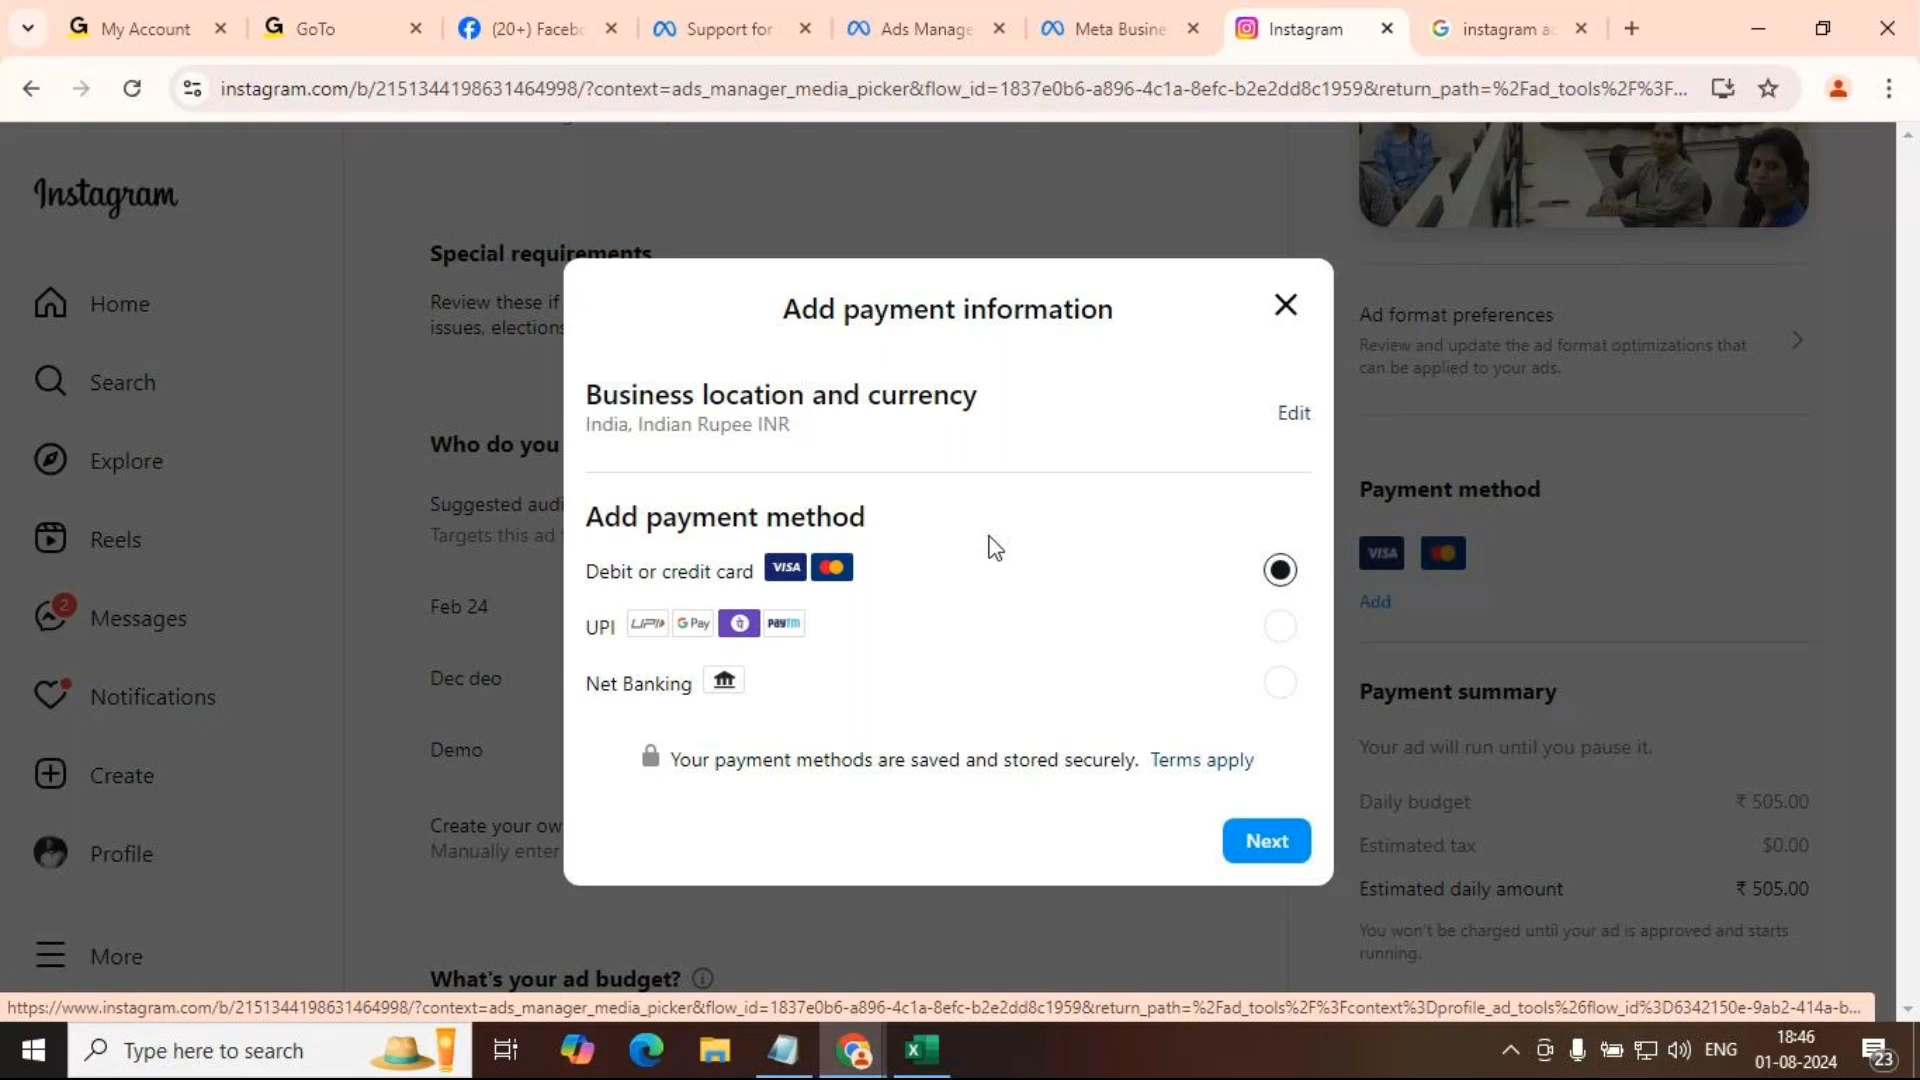 My Account
GoTo
(20+) Facebo
Support for
Ads Manage
Meta Busine
Instagram
instagram a
instagram.com/b/2151344198631464998/?context=ads_manager_media_picker&flow_id=1837e0b6-a896-4c1a-8efc-b2e2dd8c1959&return_path=%2Fad_tools%2F%3F...
Instagram
Home
Search
Explore
Reels
2
Messages
Notifications
Create
Profile
More
Special requirements
Review these if
issues, elections
Who do you
Suggested audi
Targets this ad
Feb 24
Dec deo
Demo
Create your ow
Manually enter
What's your ad budget?
Add payment information
Business location and currency
India, Indian Rupee INR
Edit
Add payment method
Debit or credit card VISA
UPI UPI G Pay पे paytm
Net Banking
Your payment methods are saved and stored securely. Terms apply
Next
Ad format preferences
Review and update the ad format optimizations that
can be applied to your ads.
Payment method
VISA
Add
Payment summary
Your ad will run until you pause it.
Daily budget ₹ 505.00
Estimated tax $0.00
Estimated daily amount ₹ 505.00
You won't be charged until your ad is approved and starts
running.
https://www.instagram.com/b/2151344198631464998/?context=ads_manager_media_picker&flow_id=1837e0b6-a896-4c1a-8efc-b2e2dd8c1959&return_path=%2Fad_tools%2F%3Fcontext%3Dprofile_ad_tools%26flow_id%3D6342150e-9ab2-414a-b...
Type here to search
ENG
18:46
01-08-2024
23